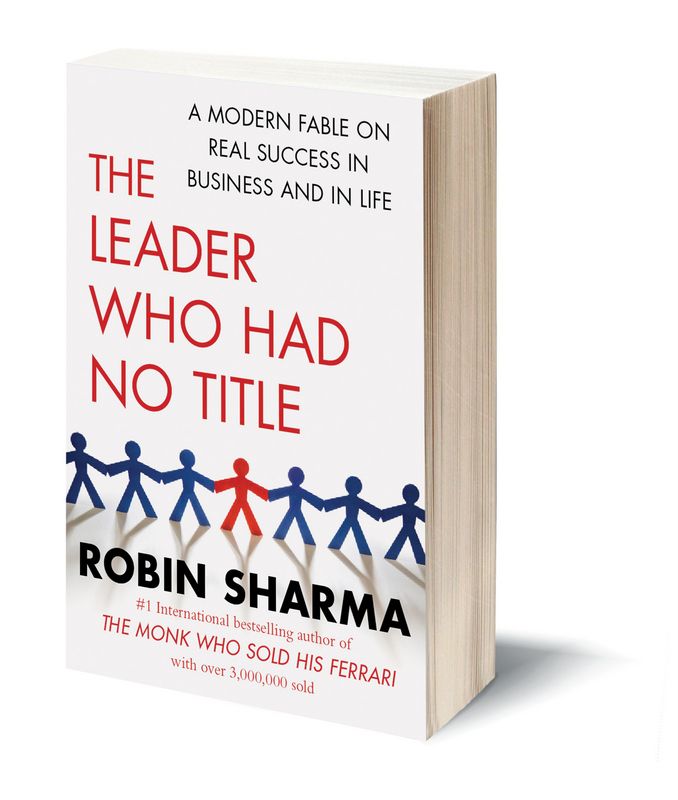 A MODERN FABLE ON
REAL SUCCESS IN
BUSINESS AND IN LIFE
THE
LEADER
WHO HAD
NO TITLE
ROBIN SHARMA
#1 International bestselling author of
THE MONK WHO SOLD HIS FERRARI
with over 3,000,000 sold